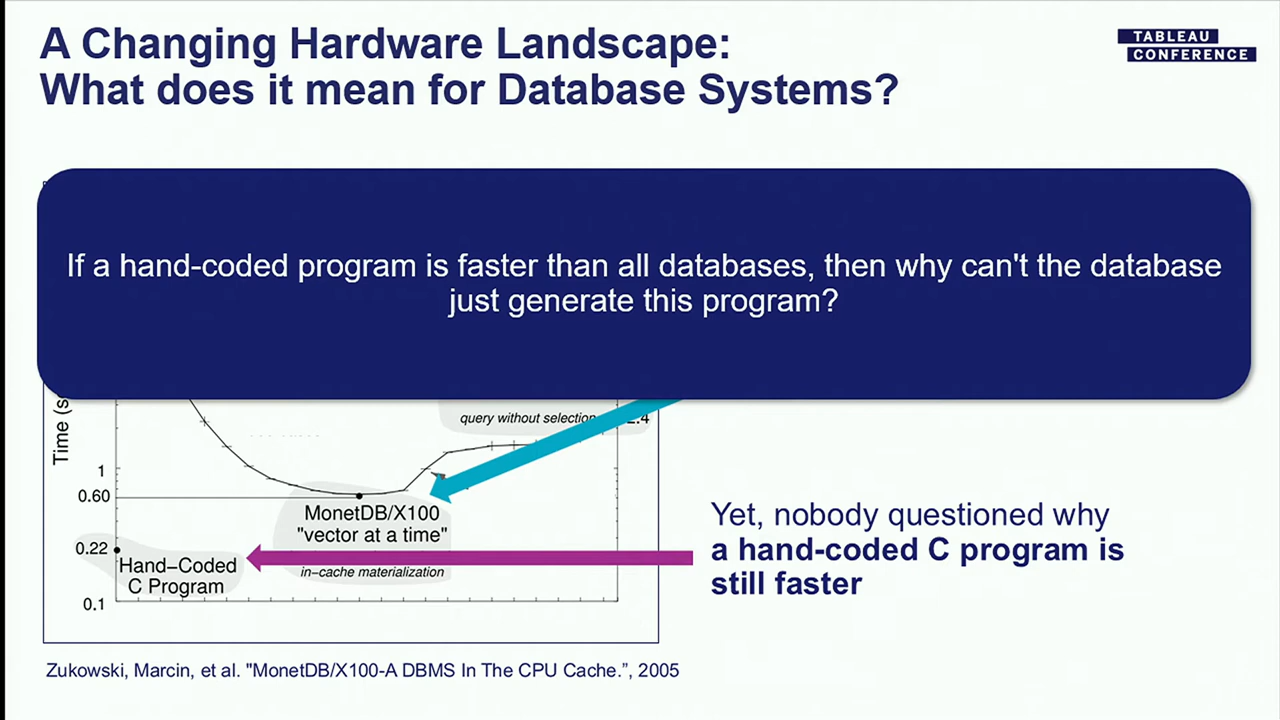 A Changing Hardware Landscape:
What does it mean for Database Systems?
TABLEAU
CONFERENCE
If a hand-coded program is faster than all databases, then why can't the database
just generate this program?
query without selection
2.4
1
0.60
MonetDB/X100
"vector at a time"
0.22
Hand-Coded
C Program
in-cache materialization
0.1
Yet, nobody questioned why
a hand-coded C program is
still faster
Zukowski, Marcin, et al. "MonetDB/X100-A DBMS In The CPU Cache.”, 2005